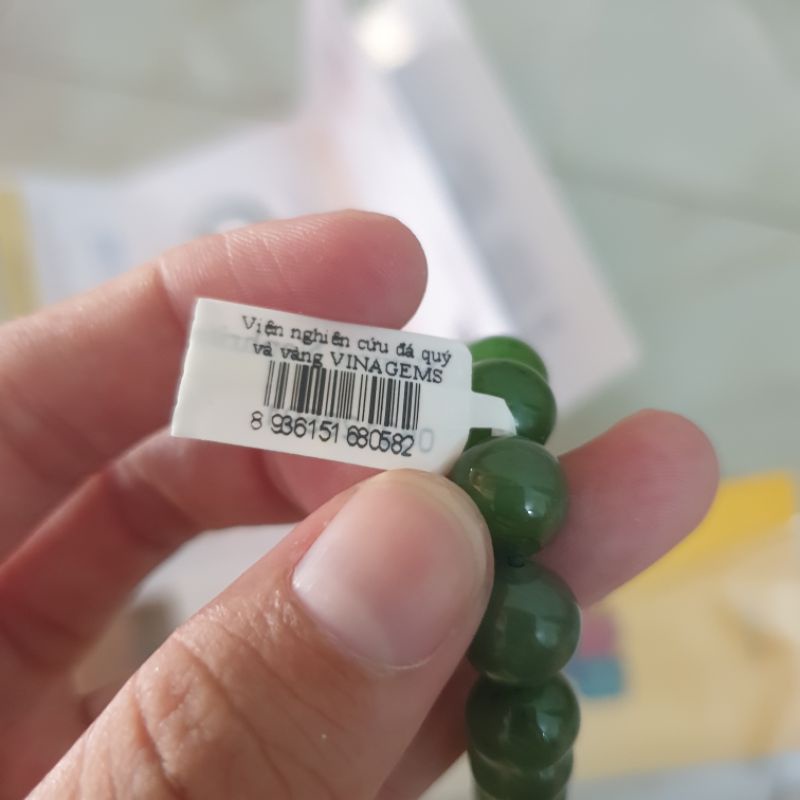 Viện nghiên cứu đá quý
và vàng VINAGEMS
8 936151 680582